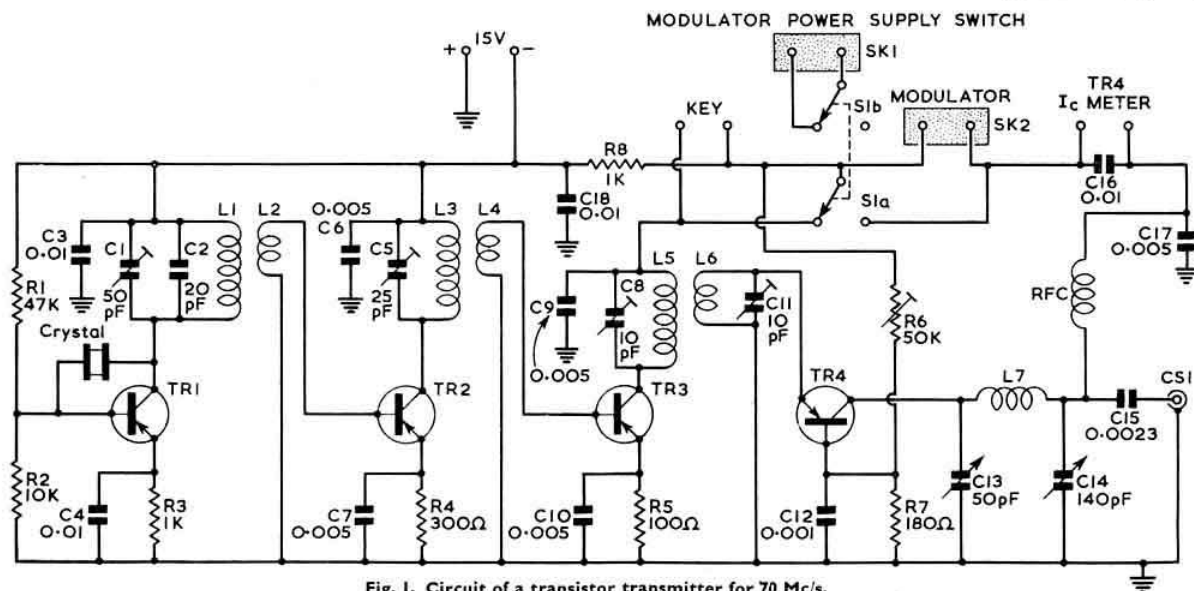 MODULATOR POWER SUPPLY SWITCH
+ 15V -
SK1
S1b
MODULATOR
SK2
TR4
Ic METER
KEY
R8
1K
C16
0.01
C18
0.01
S1a
C17
0.005
L1
L2
0.005
C6
L3
L4
C3
0.01
C1
C2
C5
50
pF
20
pF
25
pF
R1
47K
Crystal
C9
0.005
C8
10
pF
L5
L6
C11
10
pF
R6
50K
RFC
TR1
TR2
TR3
TR4
L7
CS1
C15
0.0023
R2
10K
C4
0.01
R3
1K
C7
0.005
R4
300Ω
C10
0.005
R5
100Ω
C12
0.001
R7
180Ω
C13
50pF
C14
140pF
Fig. 1. Circuit of a transistor transmitter for 70 Mc/s.